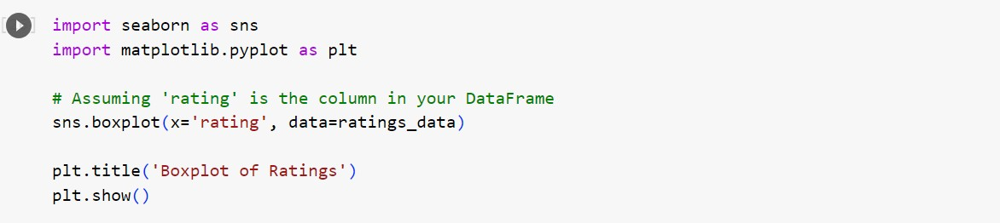 import seaborn as sns
import matplotlib.pyplot as plt
# Assuming 'rating' is the column in your DataFrame
sns.boxplot(x='rating', data=ratings_data)
plt.title('Boxplot of Ratings')
plt.show()